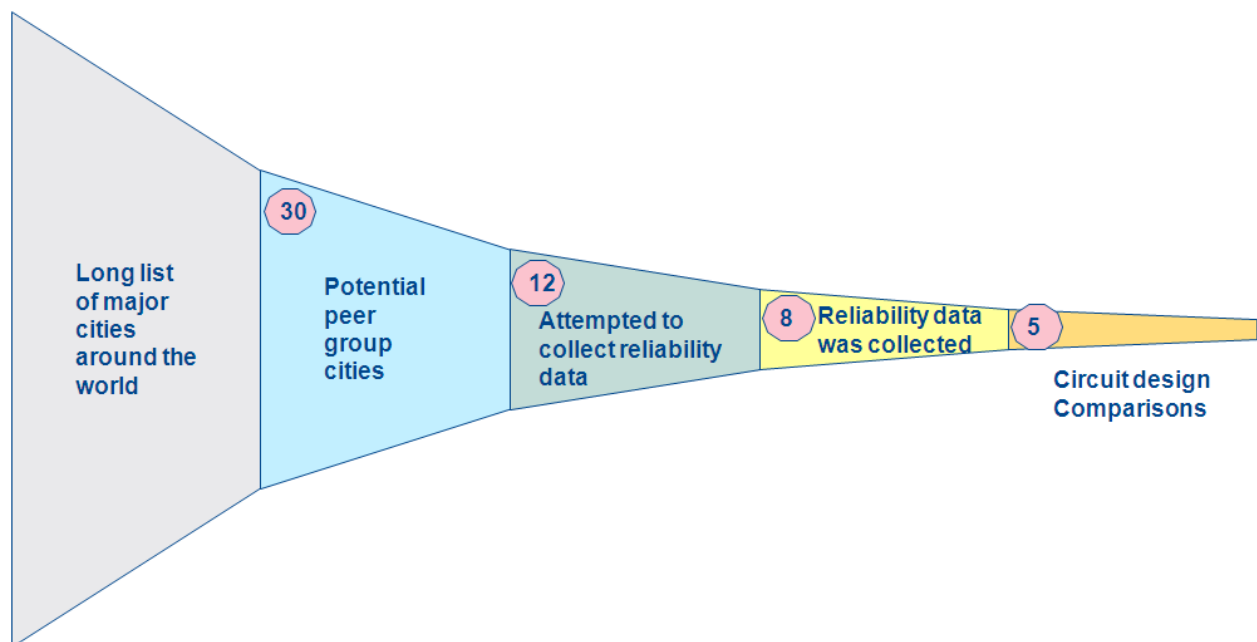 Long list
of major
cities
around the
world
30
Potential
peer
group
cities
12
Attempted to
collect reliability
data
8
Reliability data
was collected
5
Circuit design
Comparisons